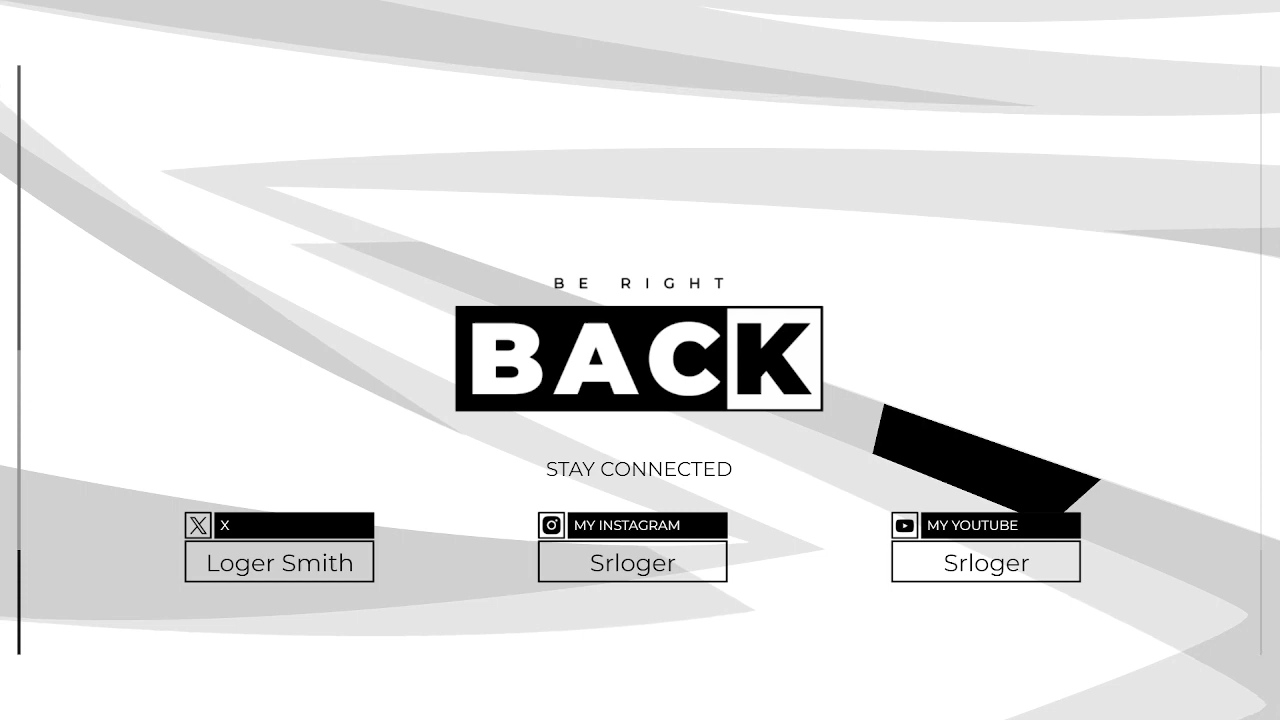 BE RIGHT
BACK
STAY CONNECTED
X
Loger Smith
MY INSTAGRAM
Srloger
MY YOUTUBE
Srloger